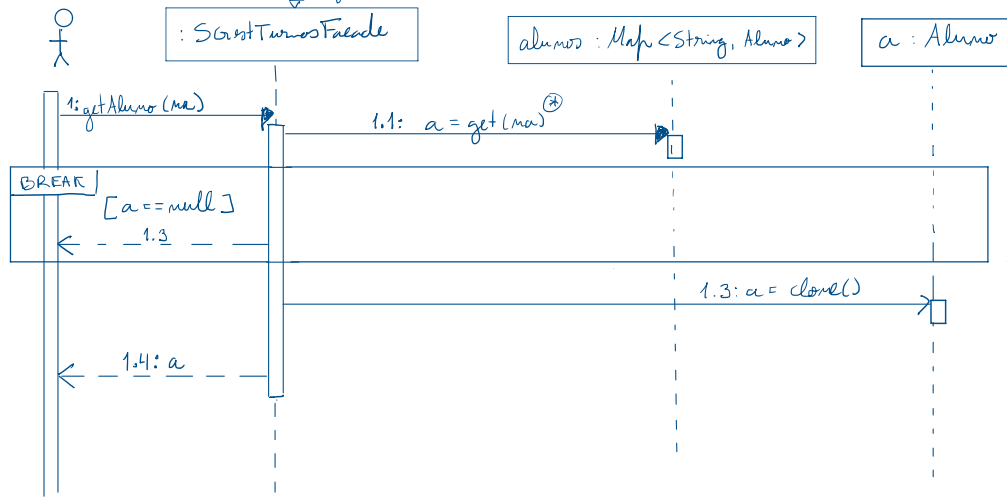 : SGestTurnosFacade
alunos : Map <String, Aluno>
a : Aluno
1: getAluno(na)
1.1: a = get(na) *
BREAK
[a == null]
1.3
1.3: a = clone()
1.4: a